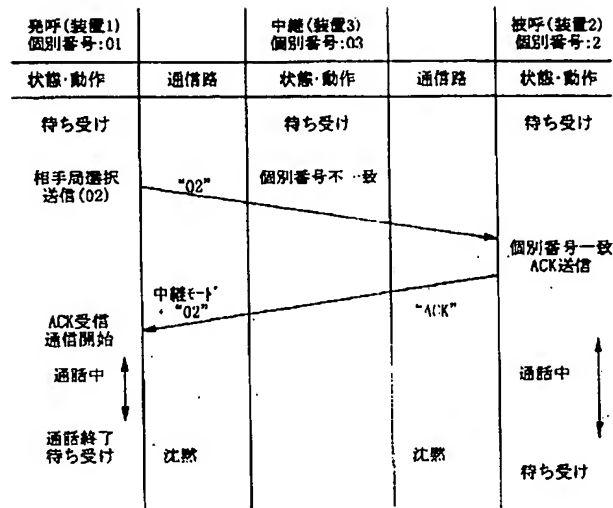 発呼(装置1)
個別番号:01
中継(装置3)
個別番号:03
被呼(装置2)
個別番号:2
状態・動作
通信路
状態・動作
通信路
状態・動作
待ち受け
待ち受け
待ち受け
相手局選択
送信(02)
"02"
個別番号不一致
個別番号一致
ACK送信
中継モード
"02"
"ACK"
ACK受信
通信開始
通話中
通話中
通話終了
待ち受け
沈黙
沈黙
待ち受け